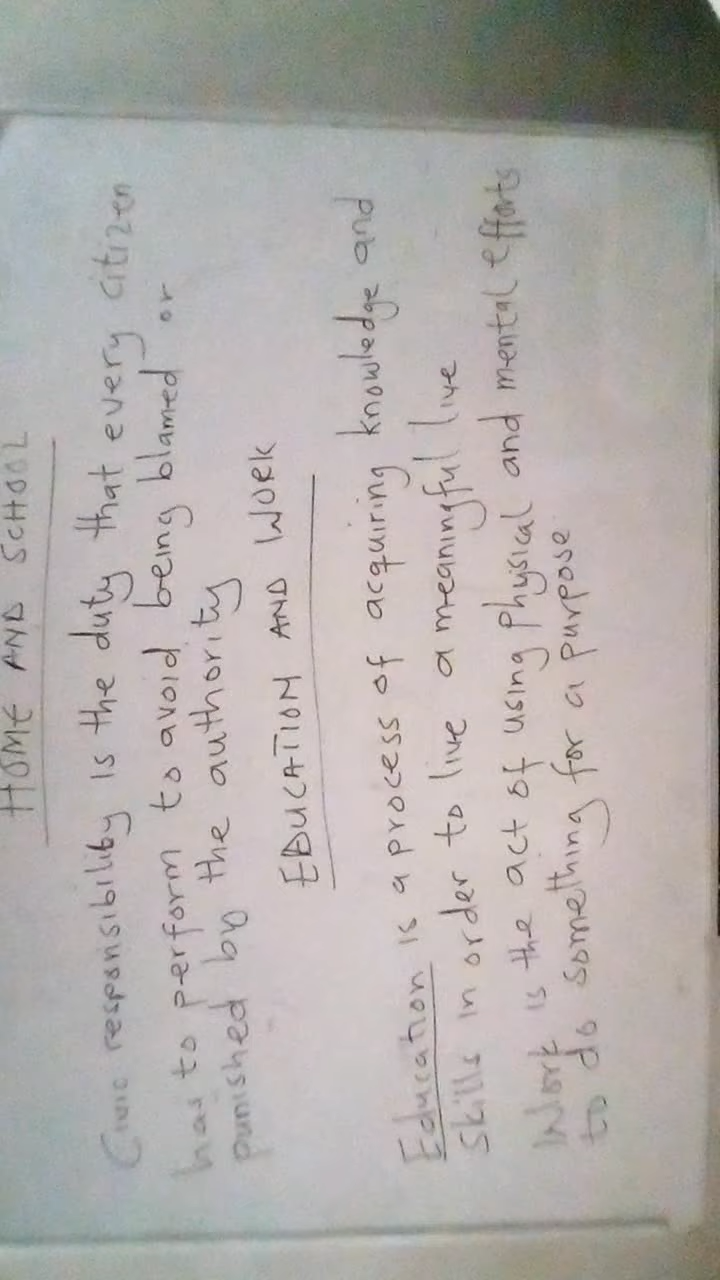 HOME AND SCHOOL
Civic responsibiliby is the duty that every citizen
has to perform to avoid being blamed or
punished by the authority
EDUCATION AND WORK
Education is a process of acquiring knowledge and
skills in order to live a meaningful live
Work is the act of using physical and mental efforts
to do something for a purpose